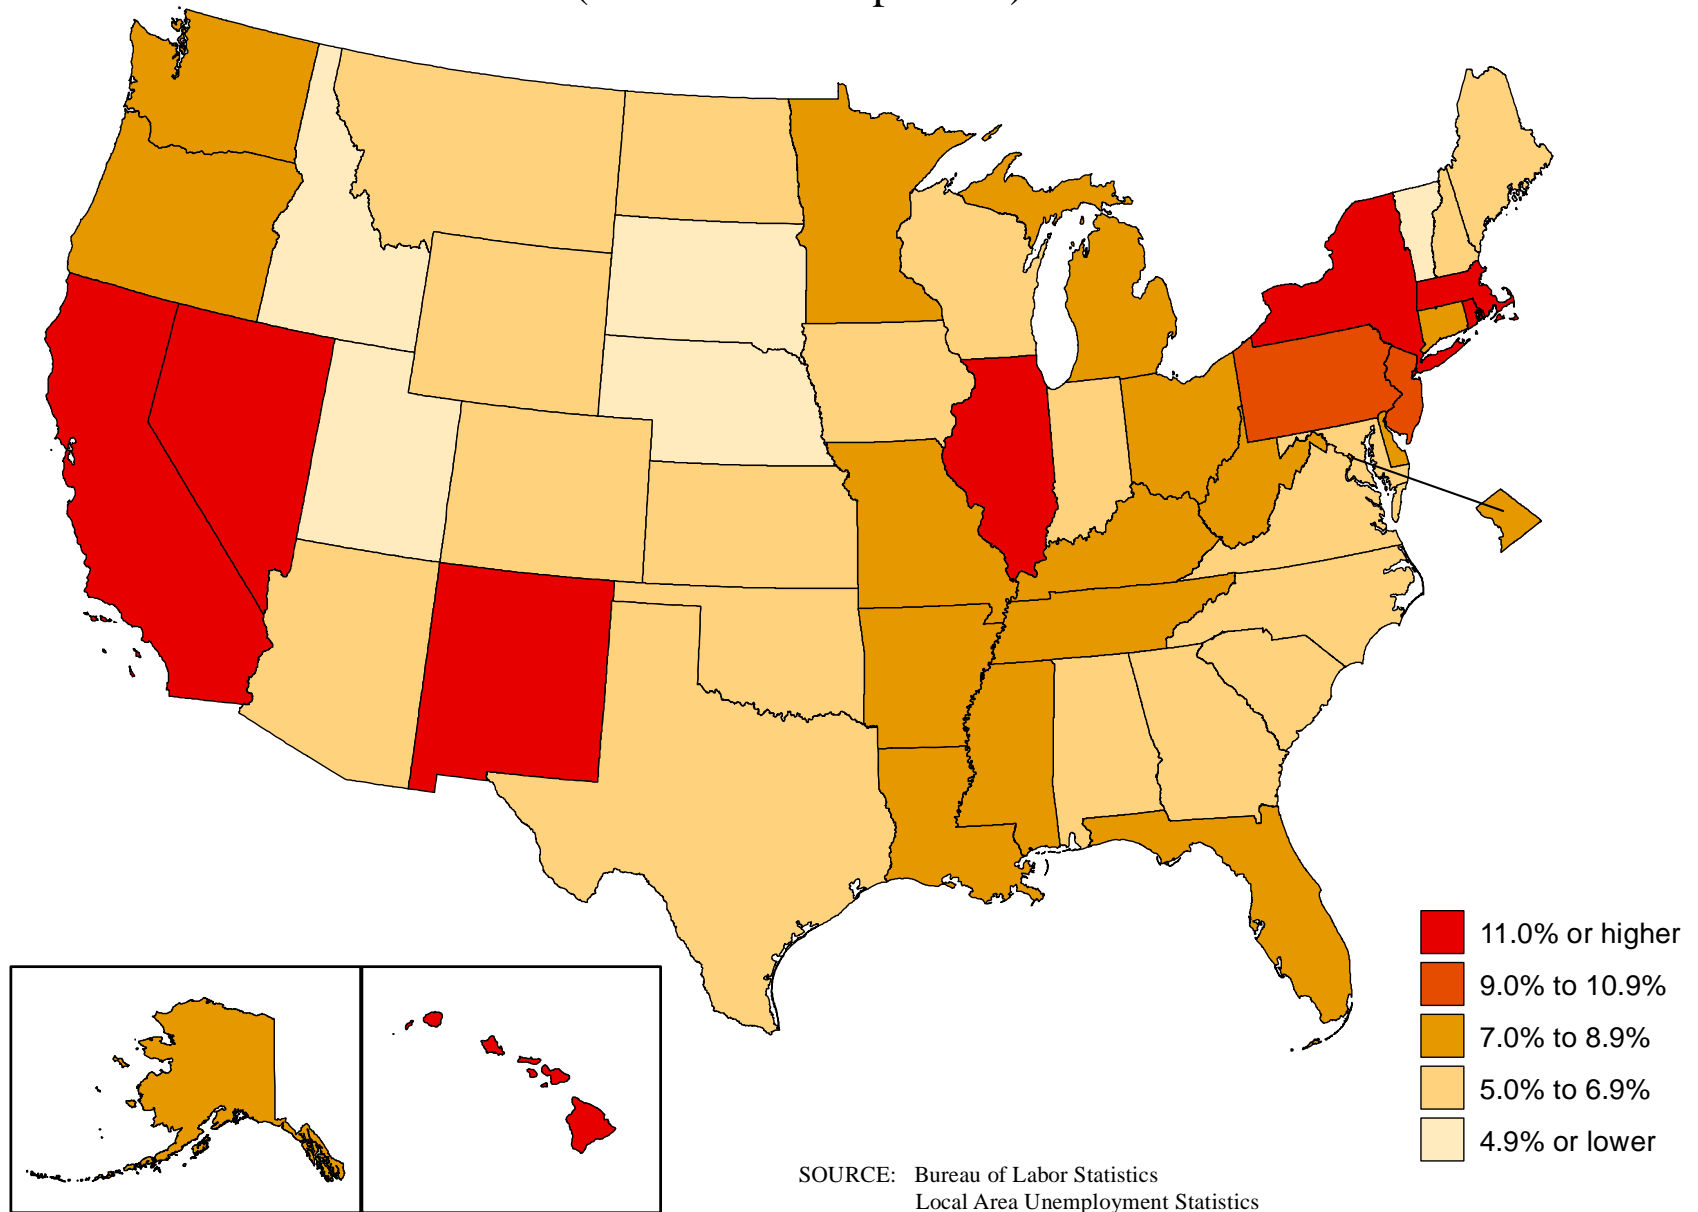 11.0% or higher
9.0% to 10.9%
7.0% to 8.9%
5.0% to 6.9%
4.9% or lower
SOURCE: Bureau of Labor Statistics
Local Area Unemployment Statistics